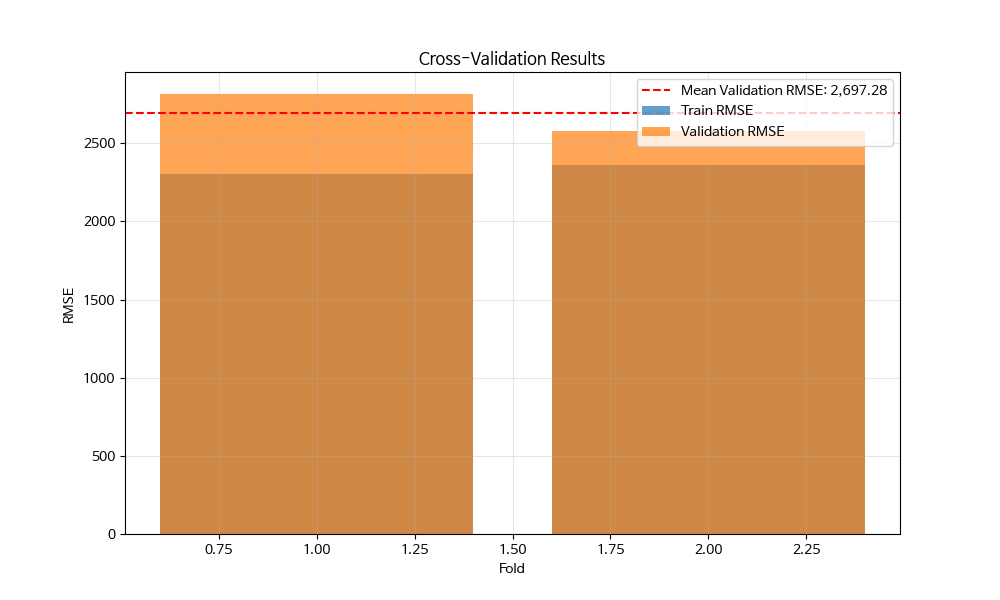 Cross-Validation Results
Mean Validation RMSE: 2,697.28
Train RMSE
Validation RMSE
RMSE
2500
2000
1500
1000
500
0
0.75 1.00 1.25 1.50 1.75 2.00 2.25
Fold